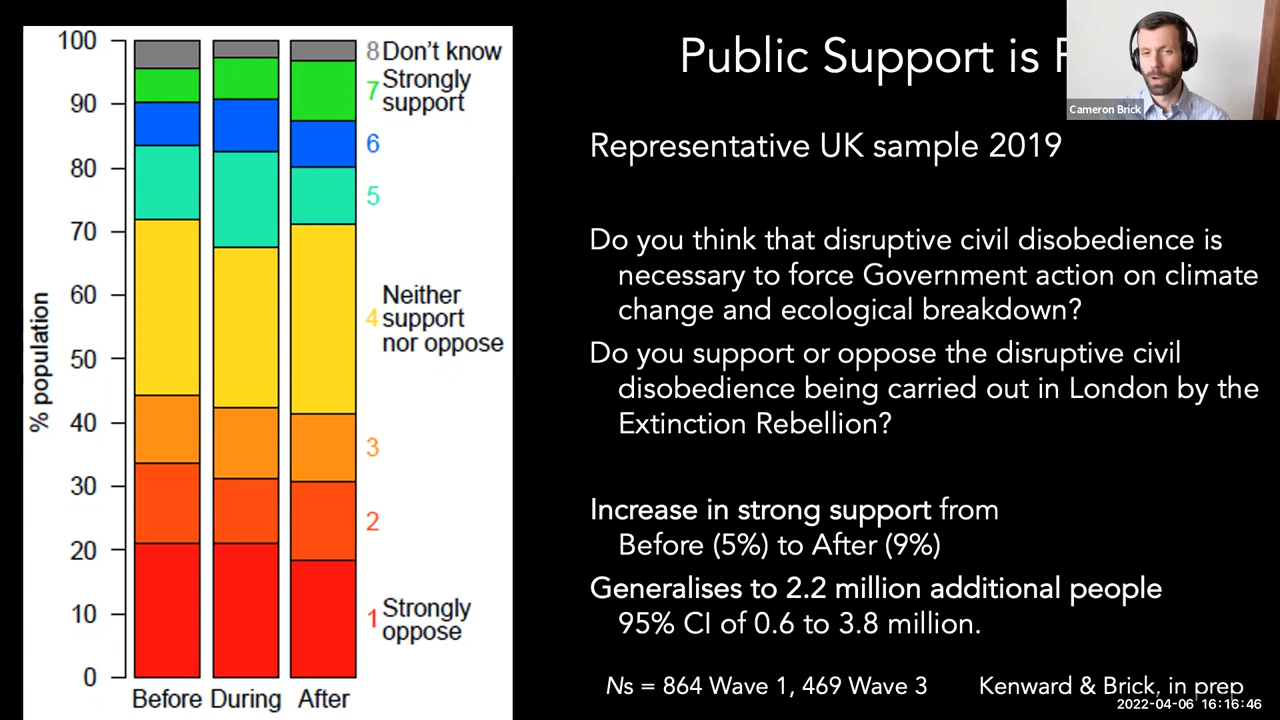 100
90
80
70
60
50
40
30
20
10
0
% population
Before During After
8 Don't know
7 Strongly
support
6
5
4 Neither
support
nor oppose
3
2
1 Strongly
oppose
Public Support is
Cameron Brick
Representative UK sample 2019
Do you think that disruptive civil disobedience is
necessary to force Government action on climate
change and ecological breakdown?
Do you support or oppose the disruptive civil
disobedience being carried out in London by the
Extinction Rebellion?
Increase in strong support from
Before (5%) to After (9%)
Generalises to 2.2 million additional people
95% CI of 0.6 to 3.8 million.
Ns = 864 Wave 1, 469 Wave 3
Kenward & Brick, in prep
2022-04-06 16:16:46